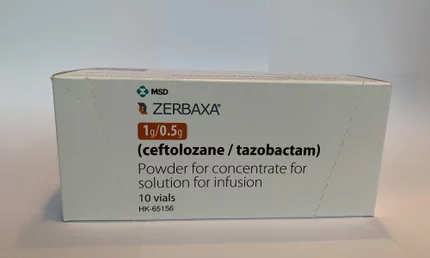 MSD
ZERBAXA®
1g/0.5g
(ceftolozane / tazobactam)
Powder for concentrate for
solution for infusion
10 vials
HK-65156